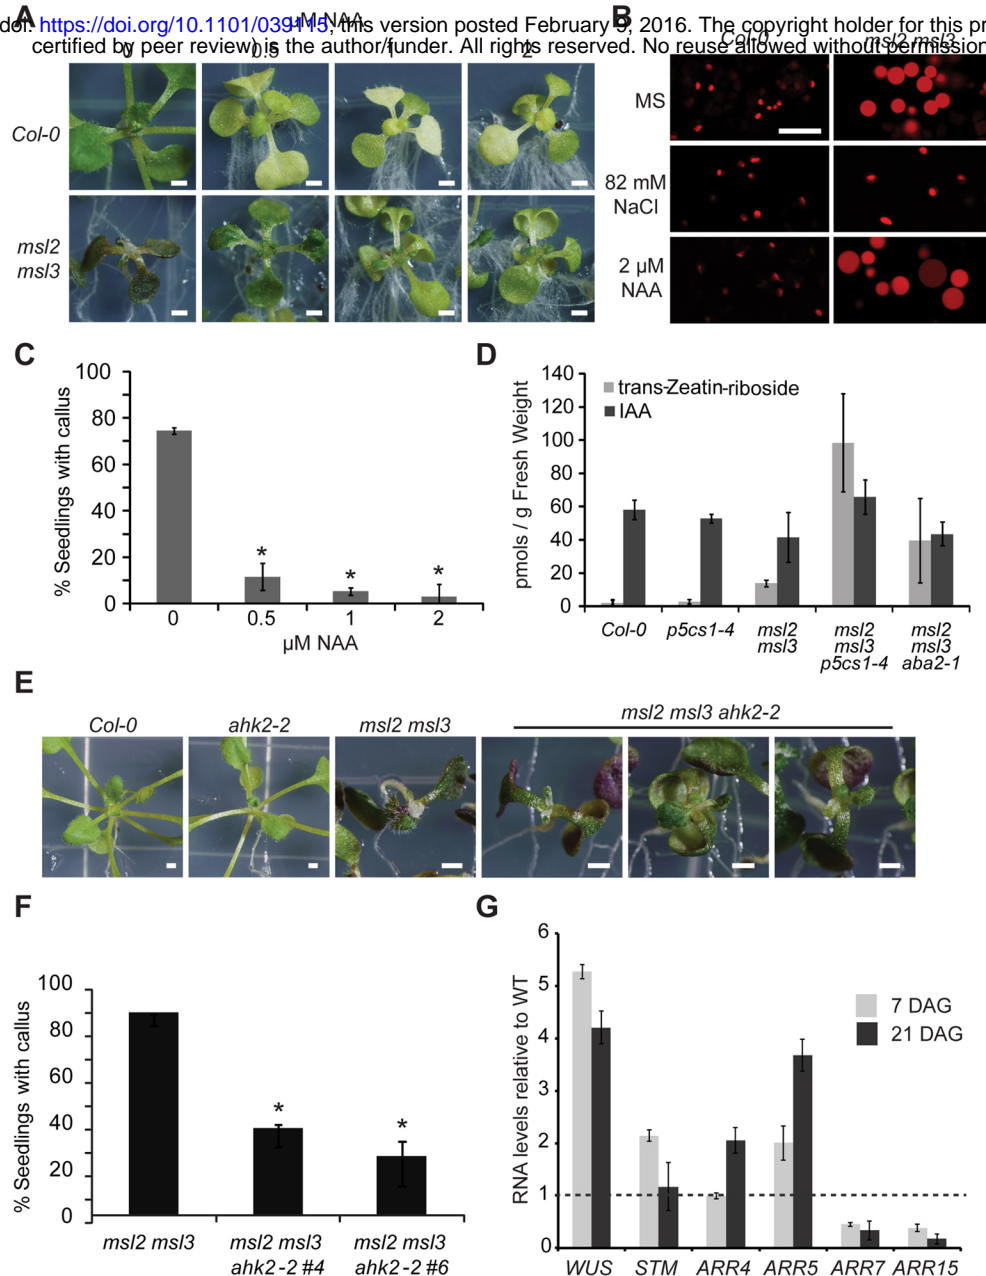 doi: https://doi.org/10.1101/039115; this version posted February 9, 2016. The copyright holder for this pr
certified by peer review) is the author/funder. All rights reserved. No reuse allowed without permission
A
µM NAA
0 0.5 1 2
Col-0
msl2
msl3
B
Col-0 msl2 msl3
MS
82 mM
NaCl
2 µM
NAA
C
% Seedlings with callus
100
80
60
40
20
0
* * *
0 0.5 1 2
µM NAA
D
pmols / g Fresh Weight
140
120
100
80
60
40
20
0
trans-Zeatin-riboside
IAA
Col-0 p5cs1-4 msl2 msl2 msl2
msl3 msl3 msl3
p5cs1-4 aba2-1
E
Col-0 ahk2-2 msl2 msl3 msl2 msl3 ahk2-2
F
% Seedlings with callus
100
80
60
40
20
0
* *
msl2 msl3 msl2 msl3 msl2 msl3
ahk2-2 #4 ahk2-2 #6
G
RNA levels relative to WT
6
5
4
3
2
1
0
7 DAG
21 DAG
WUS STM ARR4 ARR5 ARR7 ARR15